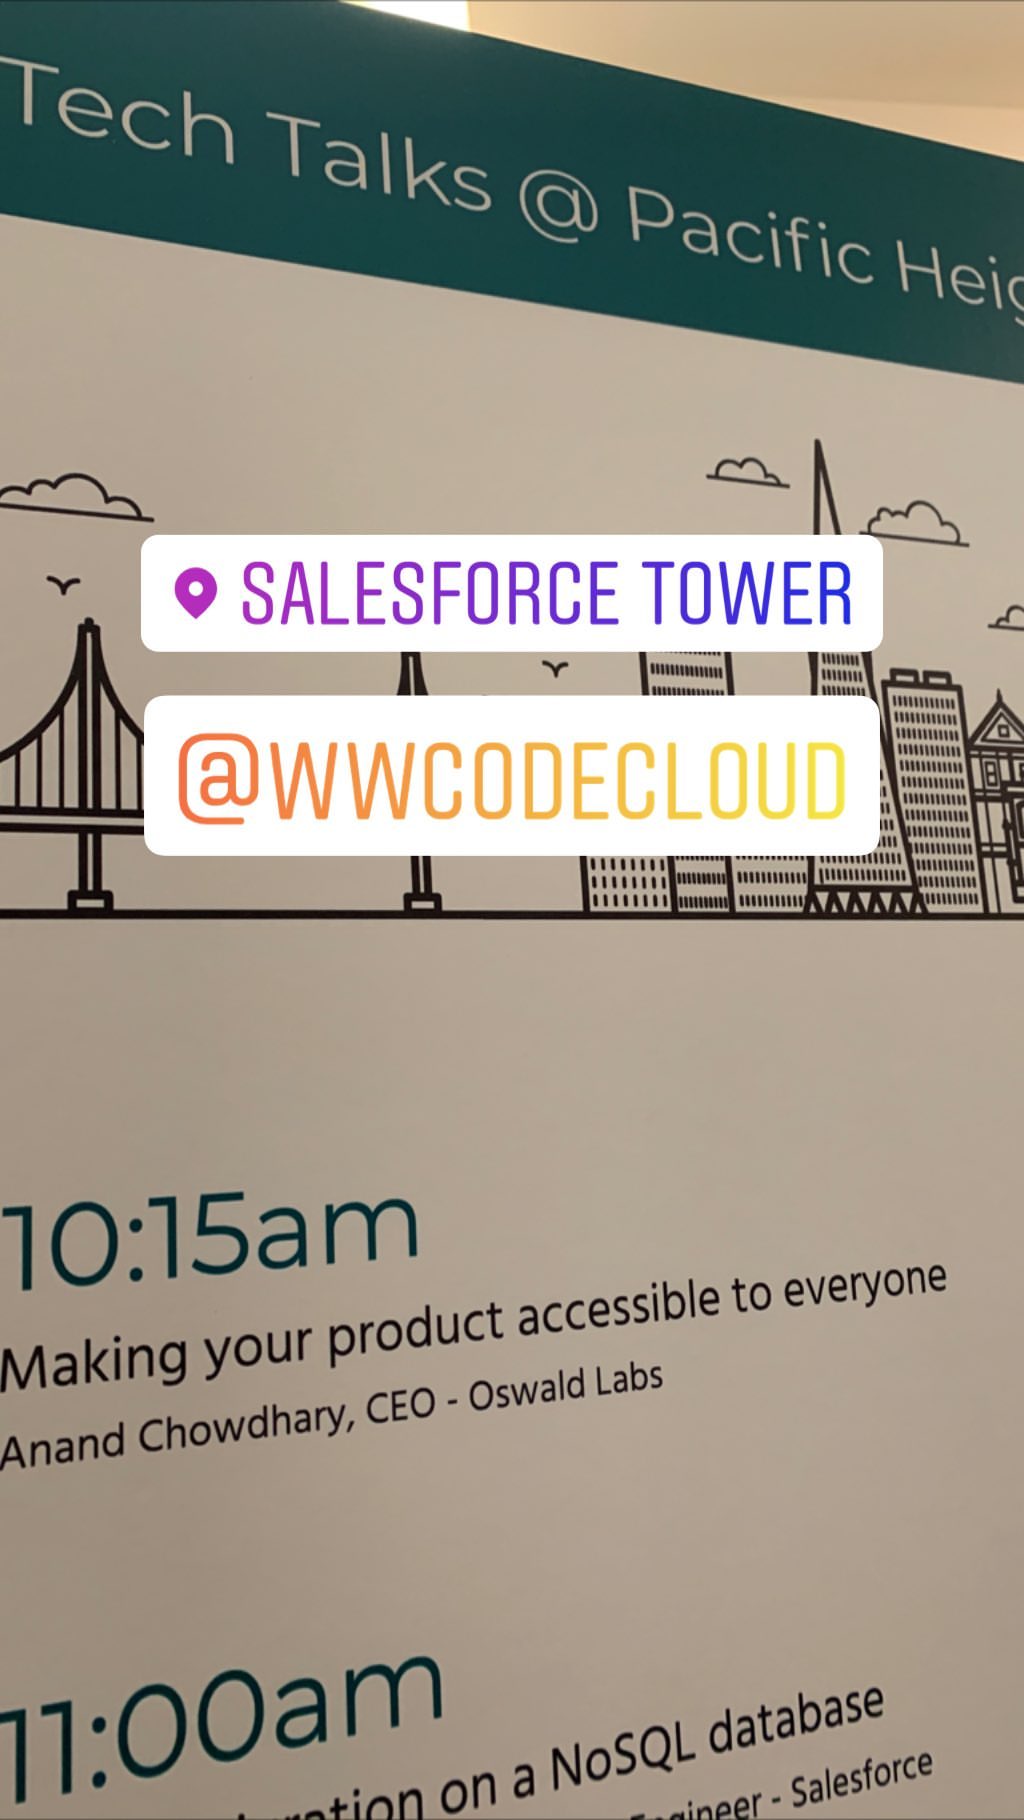 Tech Talks @ Pacific
SALESFORCE TOWER
@WWCODECLOUD
10:15am
Making your product accessible to everyone
Anand Chowdhary, CEO - Oswald Labs
11:00am
on a NoSQL database
- Salesforce